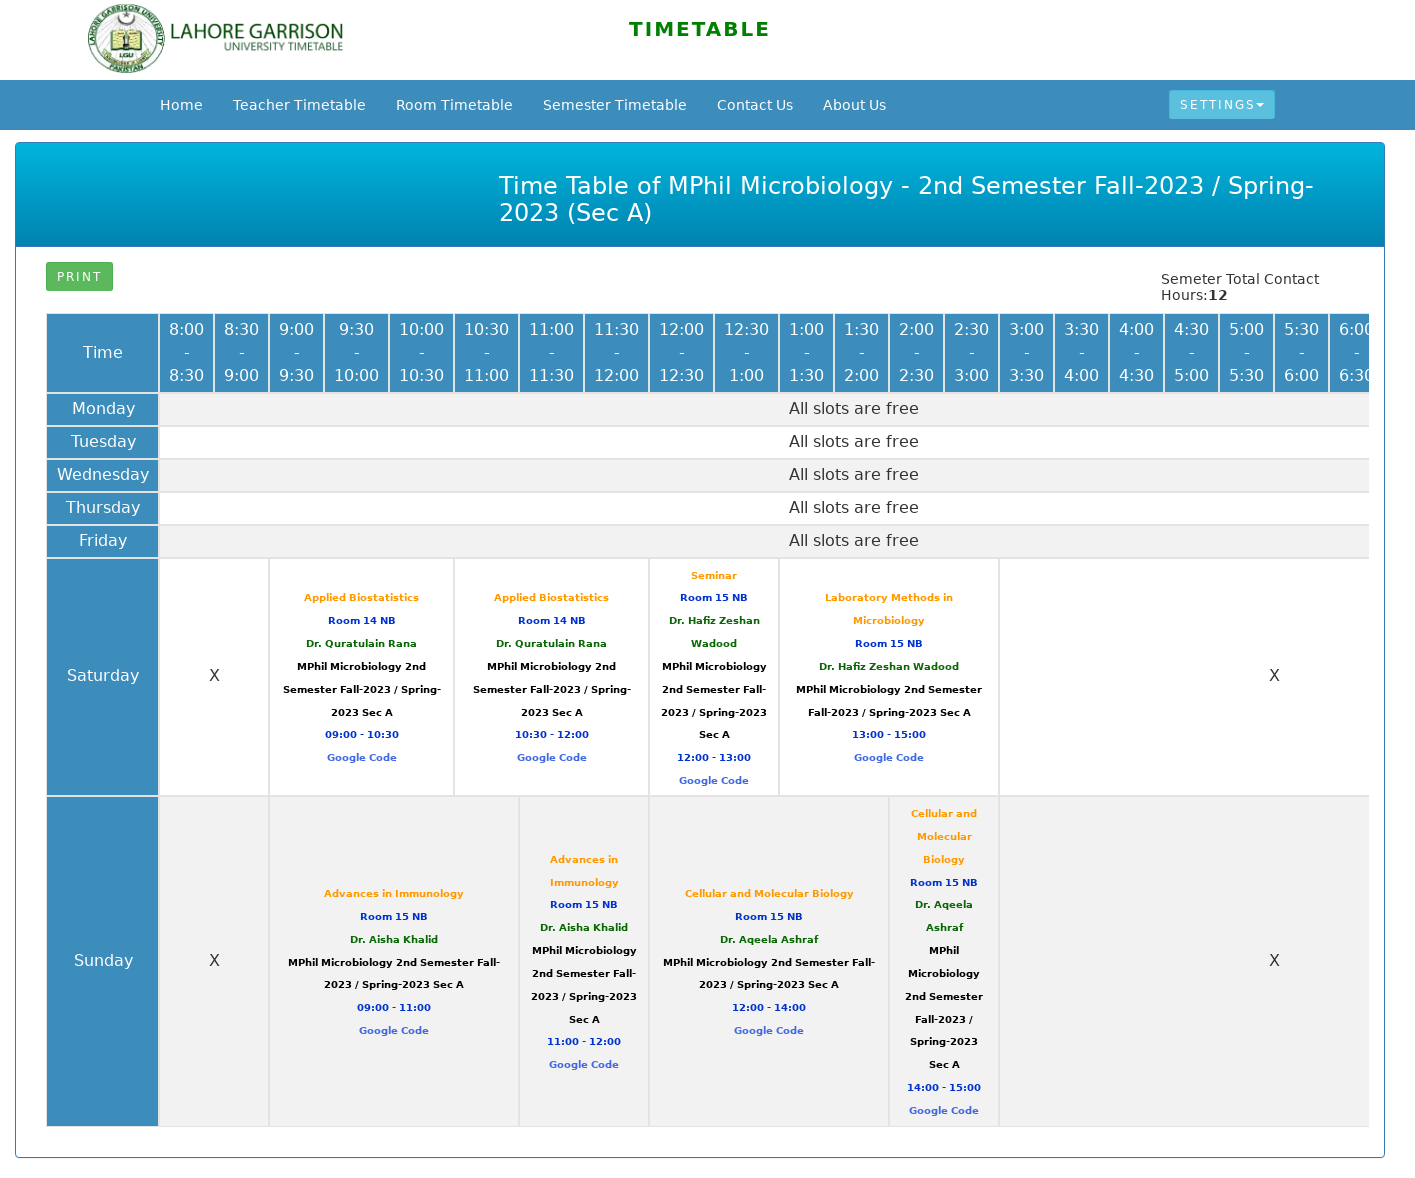 LAHORE GARRISON
UNIVERSITY TIMETABLE
TIMETABLE
Home Teacher Timetable Room Timetable Semester Timetable Contact Us About Us SETTINGS
Time Table of MPhil Microbiology - 2nd Semester Fall-2023 / Spring-
2023 (Sec A)
PRINT
Semeter Total Contact
Hours:12
Time
8:00 - 8:30
8:30 - 9:00
9:00 - 9:30
9:30 - 10:00
10:00 - 10:30
10:30 - 11:00
11:00 - 11:30
11:30 - 12:00
12:00 - 12:30
12:30 - 1:00
1:00 - 1:30
1:30 - 2:00
2:00 - 2:30
2:30 - 3:00
3:00 - 3:30
3:30 - 4:00
4:00 - 4:30
4:30 - 5:00
5:00 - 5:30
5:30 - 6:00
6:00 - 6:30
Monday All slots are free
Tuesday All slots are free
Wednesday All slots are free
Thursday All slots are free
Friday All slots are free
Saturday
X
Applied Biostatistics
Room 14 NB
Dr. Quratulain Rana
MPhil Microbiology 2nd
Semester Fall-2023 / Spring-
2023 Sec A
09:00 - 10:30
Google Code
Applied Biostatistics
Room 14 NB
Dr. Quratulain Rana
MPhil Microbiology 2nd
Semester Fall-2023 / Spring-
2023 Sec A
10:30 - 12:00
Google Code
Seminar
Room 15 NB
Dr. Hafiz Zeshan
Wadood
MPhil Microbiology
2nd Semester Fall-
2023 / Spring-2023
Sec A
12:00 - 13:00
Google Code
Laboratory Methods in
Microbiology
Room 15 NB
Dr. Hafiz Zeshan Wadood
MPhil Microbiology 2nd Semester
Fall-2023 / Spring-2023 Sec A
13:00 - 15:00
Google Code
X
Sunday
X
Advances in Immunology
Room 15 NB
Dr. Aisha Khalid
MPhil Microbiology 2nd Semester Fall-
2023 / Spring-2023 Sec A
09:00 - 11:00
Google Code
Advances in
Immunology
Room 15 NB
Dr. Aisha Khalid
MPhil Microbiology
2nd Semester Fall-
2023 / Spring-2023
Sec A
11:00 - 12:00
Google Code
Cellular and Molecular Biology
Room 15 NB
Dr. Aqeela Ashraf
MPhil Microbiology 2nd Semester Fall-
2023 / Spring-2023 Sec A
12:00 - 14:00
Google Code
Cellular and
Molecular
Biology
Room 15 NB
Dr. Aqeela
Ashraf
MPhil
Microbiology
2nd Semester
Fall-2023 /
Spring-2023
Sec A
14:00 - 15:00
Google Code
X